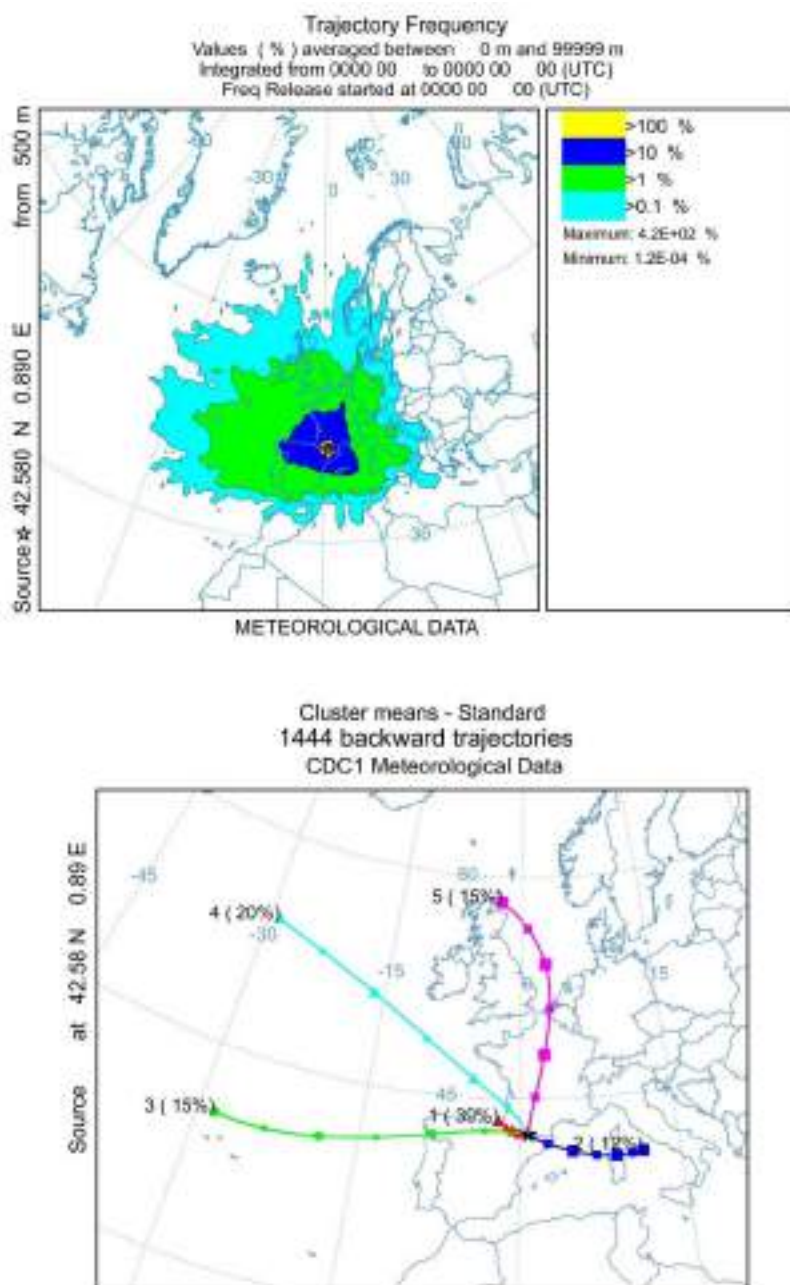 Trajectory Frequency
Values ( % ) averaged between 0 m and 99999 m
Integrated from 0000 00 to 0000 00 00 (UTC)
Freq Release started at 0000 00 00 (UTC)
Source ☆ 42.580 N 0.890 E from 500 m
-30
0
30
30
>100 %
>10 %
>1 %
>0.1 %
Maximum: 4.2E+02 %
Minimum: 1.2E-04 %
METEOROLOGICAL DATA
Cluster means - Standard
1444 backward trajectories
CDC1 Meteorological Data
Source at 42.58 N 0.89 E
-45
60
5 ( 15%)
4 ( 20%)
-30
-15
15
45
3 ( 15%)
1 ( 39%)
2 ( 12%)